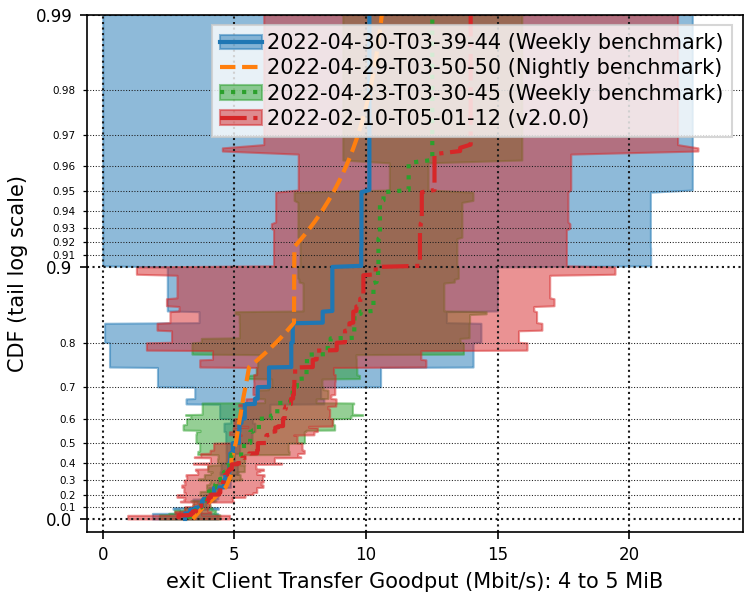 0.99
2022-04-30-T03-39-44 (Weekly benchmark)
2022-04-29-T03-50-50 (Nightly benchmark)
2022-04-23-T03-30-45 (Weekly benchmark)
2022-02-10-T05-01-12 (v2.0.0)
0.98
0.97
0.96
0.95
0.94
0.93
0.92
0.91
0.9
0.8
0.7
0.6
0.5
0.4
0.3
0.2
0.1
0.0
CDF (tail log scale)
0 5 10 15 20
exit Client Transfer Goodput (Mbit/s): 4 to 5 MiB